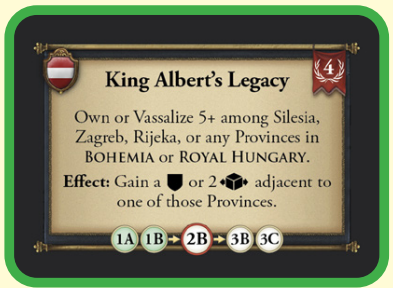 King Albert's Legacy
4
Own or Vassalize 5+ among Silesia,
Zagreb, Rijeka, or any Provinces in
BOHEMIA or ROYAL HUNGARY.
Effect: Gain a or 2 adjacent to
one of those Provinces.
1A 1B 2B 3B 3C